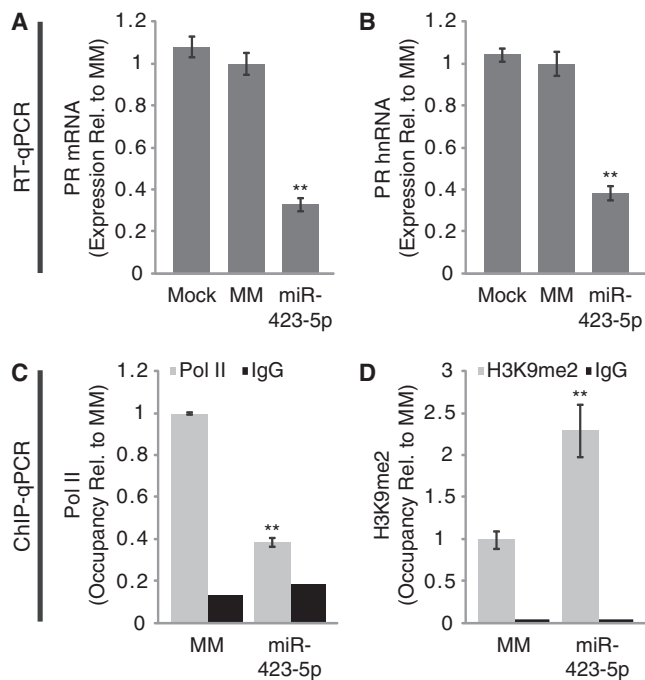 A
RT-qPCR
PR mRNA
(Expression Rel. to MM)
1.2
1
0.8
0.6
0.4
0.2
0
**
Mock
MM
miR-
423-5p
B
PR hnRNA
(Expression Rel. to MM)
1.2
1
0.8
0.6
0.4
0.2
0
**
Mock
MM
miR-
423-5p
C
ChIP-qPCR
Pol II
(Occupancy Rel. to MM)
Pol II
IgG
1.2
1
0.8
0.6
0.4
0.2
0
**
MM
miR-
423-5p
D
H3K9me2
(Occupancy Rel. to MM)
H3K9me2
IgG
3
2.5
2
1.5
1
0.5
0
**
MM
miR-
423-5p